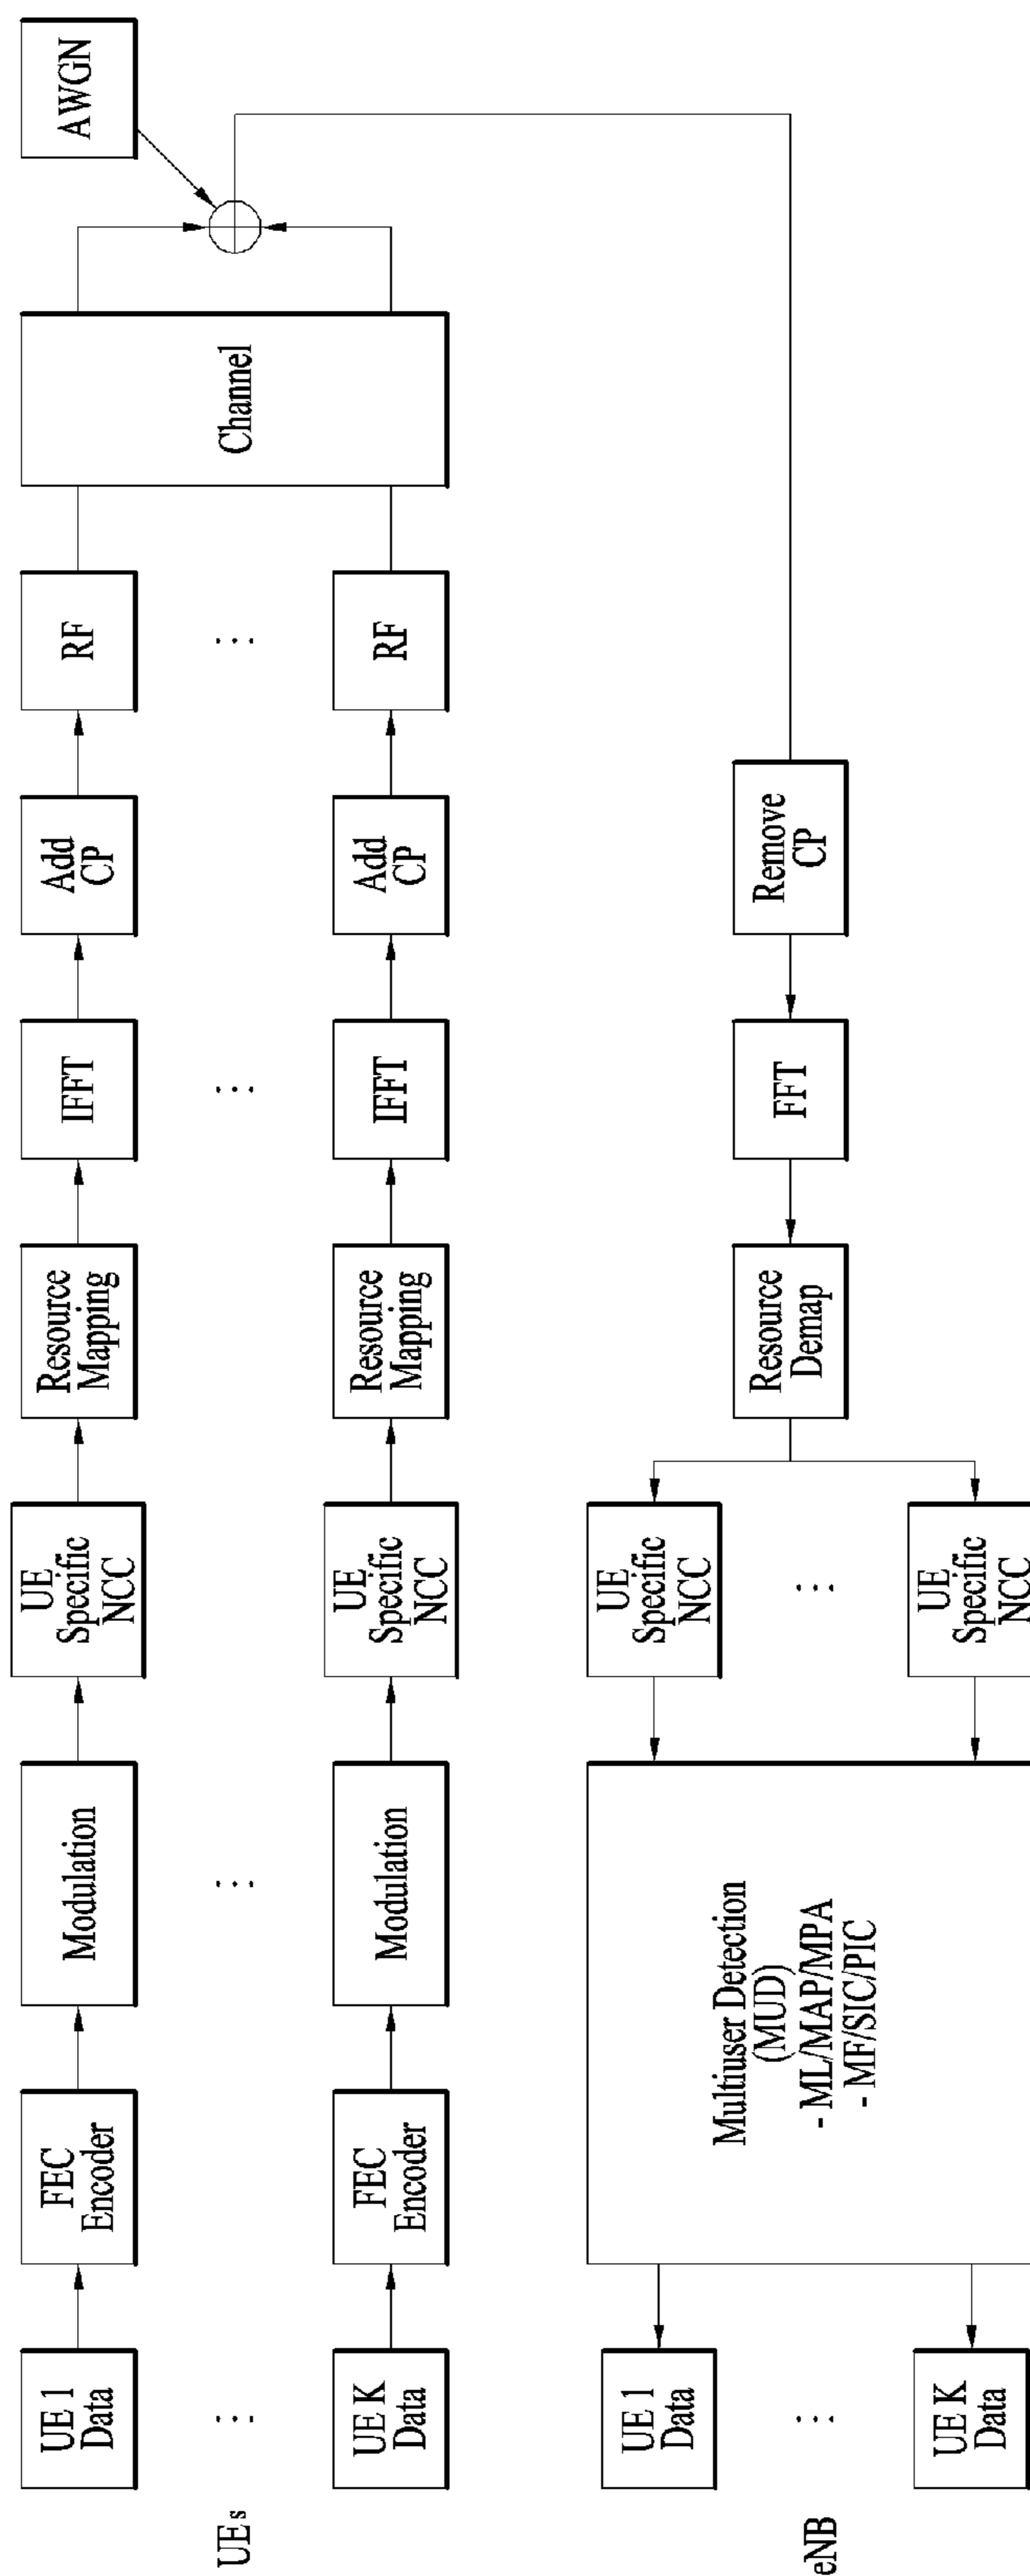 UEs
UE 1
Data
FEC
Encoder
Modulation
UE
Specific
NCC
Resource
Mapping
IFFT
Add
CP
RF
Channel
AWGN
⋮
⋮
⋮
⋮
UE K
Data
FEC
Encoder
Modulation
UE
Specific
NCC
Resource
Mapping
IFFT
Add
CP
RF
eNB
UE 1
Data
Multiuser Detection
(MUD)
- ML/MAP/MPA
- MF/SIC/PIC
UE
Specific
NCC
Resource
Demap
FFT
Remove
CP
⋮
⋮
UE K
Data
UE
Specific
NCC